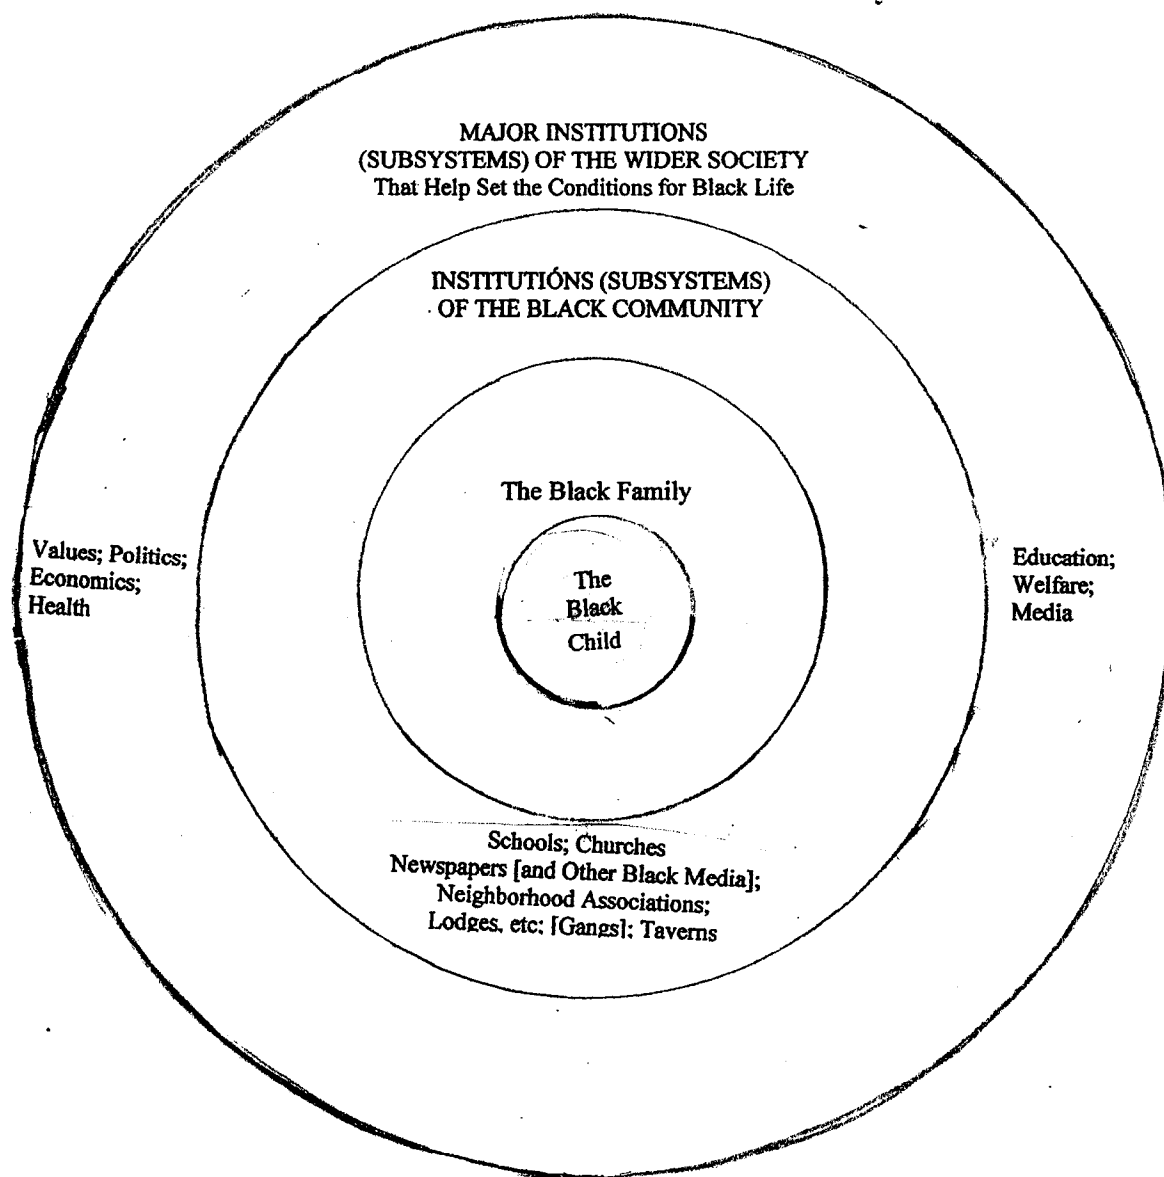 MAJOR INSTITUTIONS
(SUBSYSTEMS) OF THE WIDER SOCIETY
That Help Set the Conditions for Black Life
INSTITUTIÓNS (SUBSYSTEMS)
OF THE BLACK COMMUNITY
The Black Family
The
Black
Child
Values; Politics;
Economics;
Health
Education;
Welfare;
Media
Schools; Churches
Newspapers [and Other Black Media];
Neighborhood Associations;
Lodges, etc; [Gangs]; Taverns